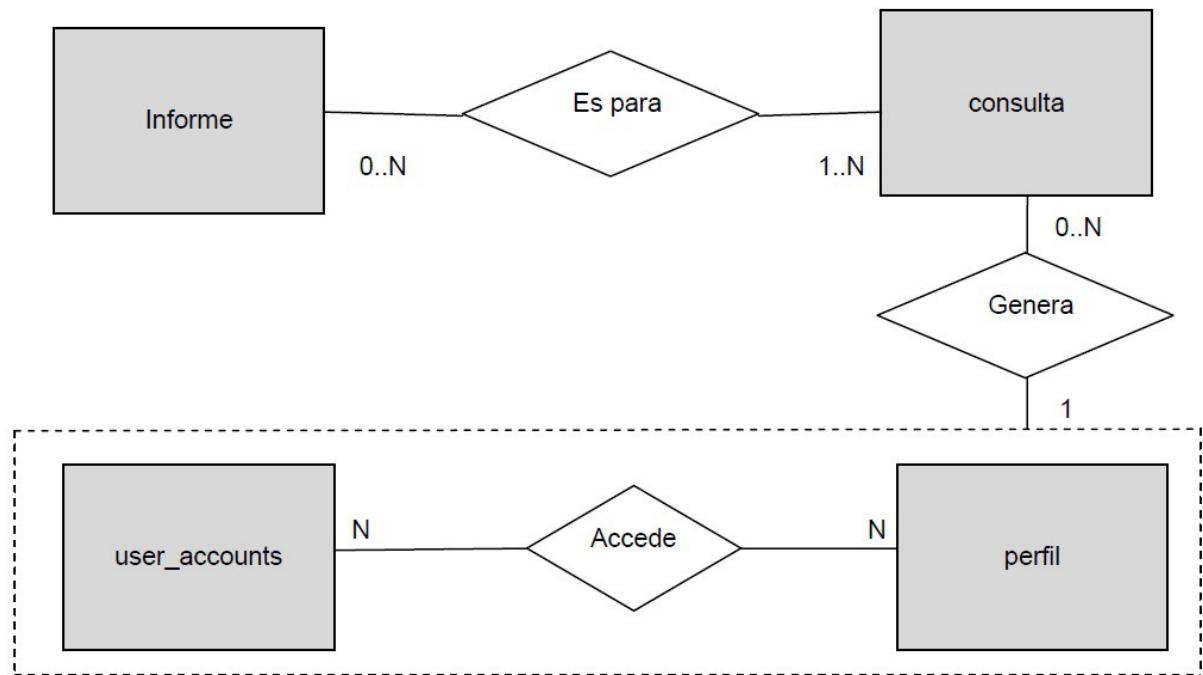 Informe
Es para
consulta
0..N
1..N
0..N
Genera
1
user_accounts
N
Accede
N
perfil